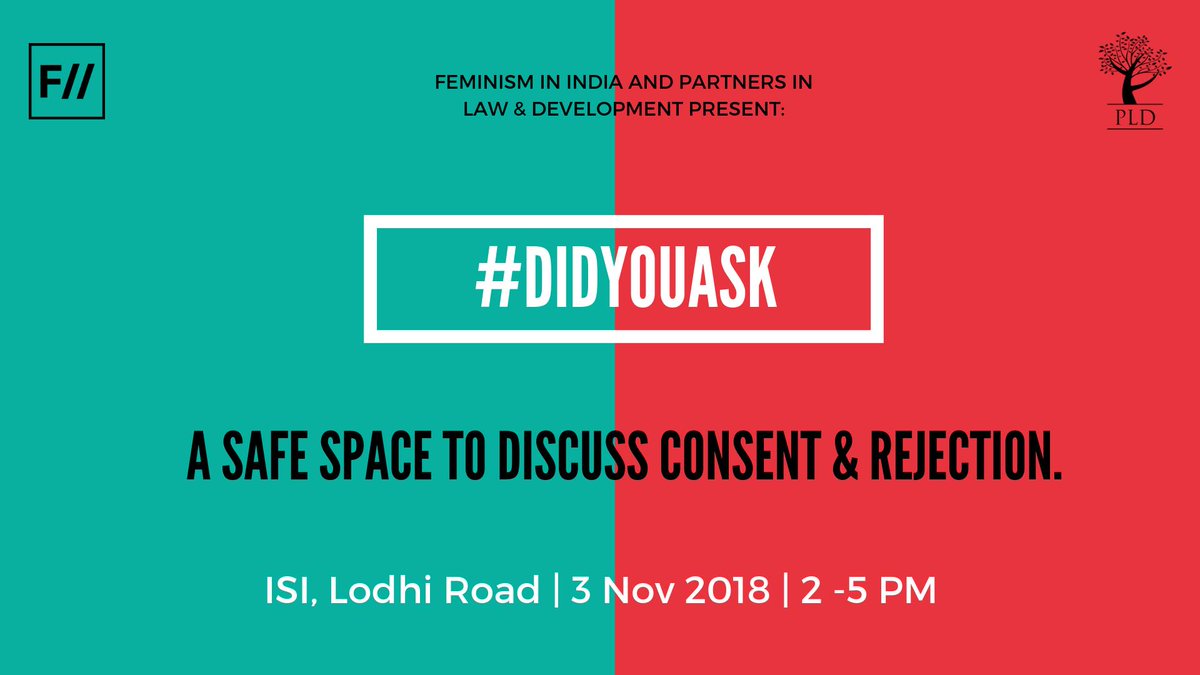 F//
FEMINISM IN INDIA AND PARTNERS IN
LAW & DEVELOPMENT PRESENT:
PLD
#DIDYOUASK
A SAFE SPACE TO DISCUSS CONSENT & REJECTION.
ISI, Lodhi Road | 3 Nov 2018 | 2 -5 PM